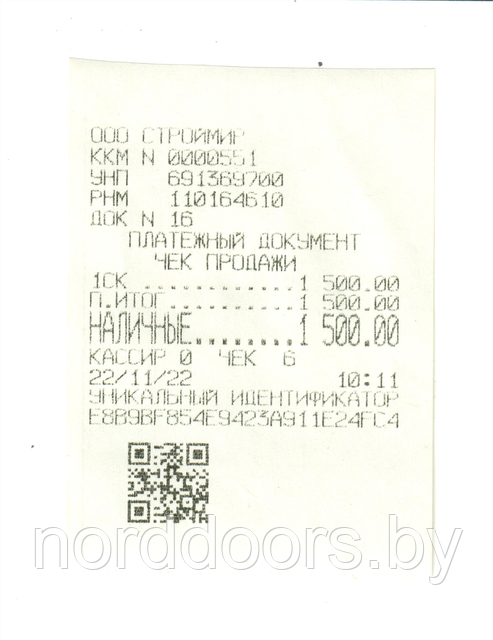 ООО СТРОЙМИР
ККМ N 0000551
УНП 691369700
РНМ 110164610
ДОК N 16
ПЛАТЕЖНЫЙ ДОКУМЕНТ
ЧЕК ПРОДАЖИ
1СК ..............1 500.00
П.ИТОГ............1 500.00
НАЛИЧНЫЕ..........1 500.00
КАССИР 0 ЧЕК 6
22/11/22 10:11
УНИКАЛЬНЫЙ ИДЕНТИФИКАТОР
E8B9BF854E9423A911E24FC4
norddoors.by